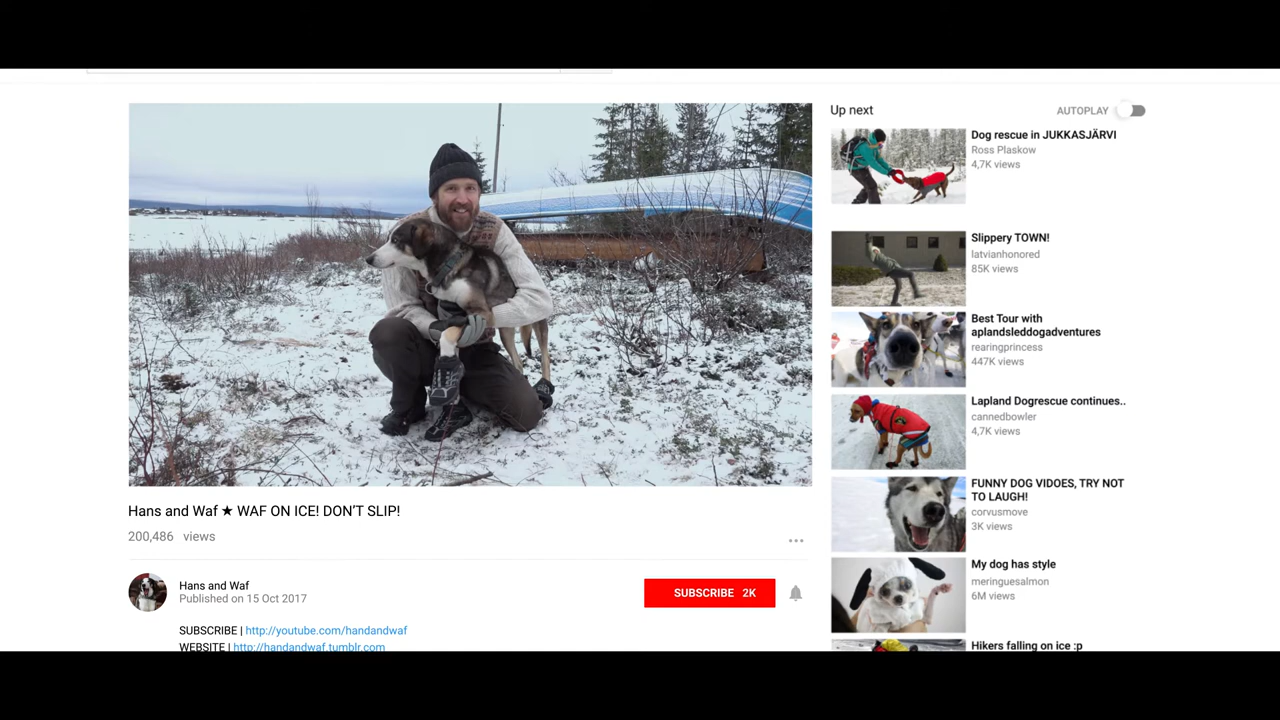 Up next
AUTOPLAY
Dog rescue in JUKKASJÄRVI
Ross Plaskow
4,7K views
Slippery TOWN!
latvianhonored
85K views
Best Tour with
aplandsleddogadventures
rearingprincess
447K views
Lapland Dogrescue continues..
cannedbowler
4,7K views
FUNNY DOG VIDOES, TRY NOT
TO LAUGH!
corvusmove
3K views
My dog has style
meringuesalmon
6M views
Hikers falling on ice :p
Hans and Waf ★ WAF ON ICE! DON'T SLIP!
200,486 views
Hans and Waf
Published on 15 Oct 2017
SUBSCRIBE 2K
SUBSCRIBE | http://youtube.com/handandwaf
WEBSITE | http://handandwaf.tumblr.com